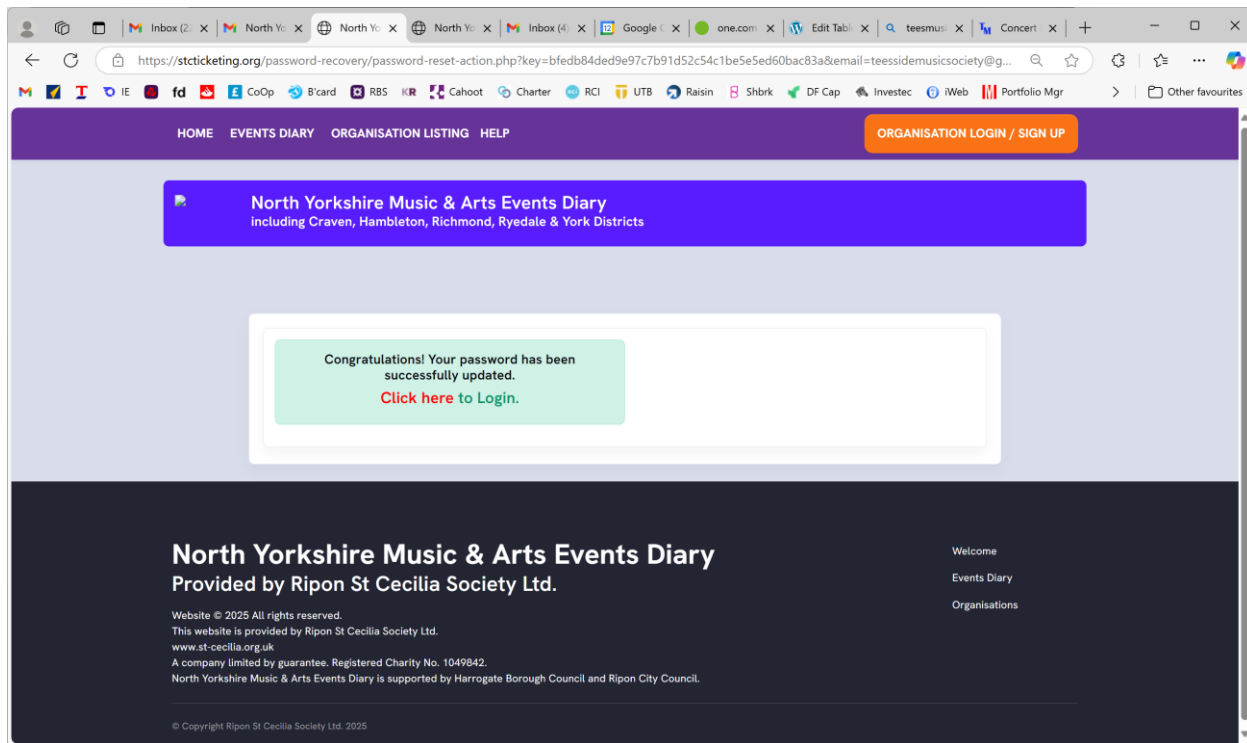 Inbox (2
North Yo
North Yo
North Yo
Inbox (4)
Google C
one.com
Edit Tabl
teesmusi
Concert
https://stcticketing.org/password-recovery/password-reset-action.php?key=bfedb84ded9e97c7b91d52c54c1be5e5ed60bac83a&email=teessidemusicsociety@g...
IE
fd
CoOp
B'card
RBS
KR
Cahoot
Charter
RCI
UTB
Raisin
Shbrk
DF Cap
Investec
iWeb
Portfolio Mgr
Other favourites
HOME EVENTS DIARY ORGANISATION LISTING HELP
ORGANISATION LOGIN / SIGN UP
North Yorkshire Music & Arts Events Diary
including Craven, Hambleton, Richmond, Ryedale & York Districts
Congratulations! Your password has been
successfully updated.
Click here to Login.
North Yorkshire Music & Arts Events Diary
Provided by Ripon St Cecilia Society Ltd.
Website © 2025 All rights reserved.
This website is provided by Ripon St Cecilia Society Ltd.
www.st-cecilia.org.uk
A company limited by guarantee. Registered Charity No. 1049842.
North Yorkshire Music & Arts Events Diary is supported by Harrogate Borough Council and Ripon City Council.
Welcome
Events Diary
Organisations
© Copyright Ripon St Cecilia Society Ltd. 2025